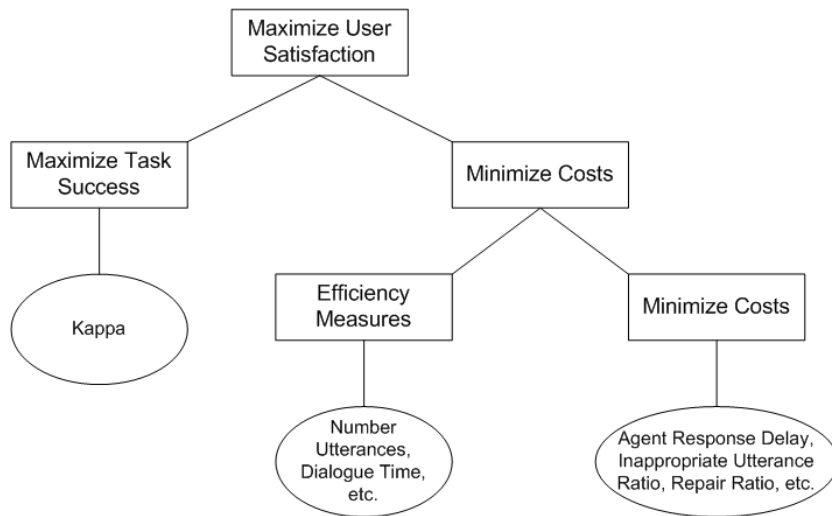 Maximize User
Satisfaction
Maximize Task
Success
Minimize Costs
Kappa
Efficiency
Measures
Minimize Costs
Number
Utterances,
Dialogue Time,
etc.
Agent Response Delay,
Inappropriate Utterance
Ratio, Repair Ratio, etc.